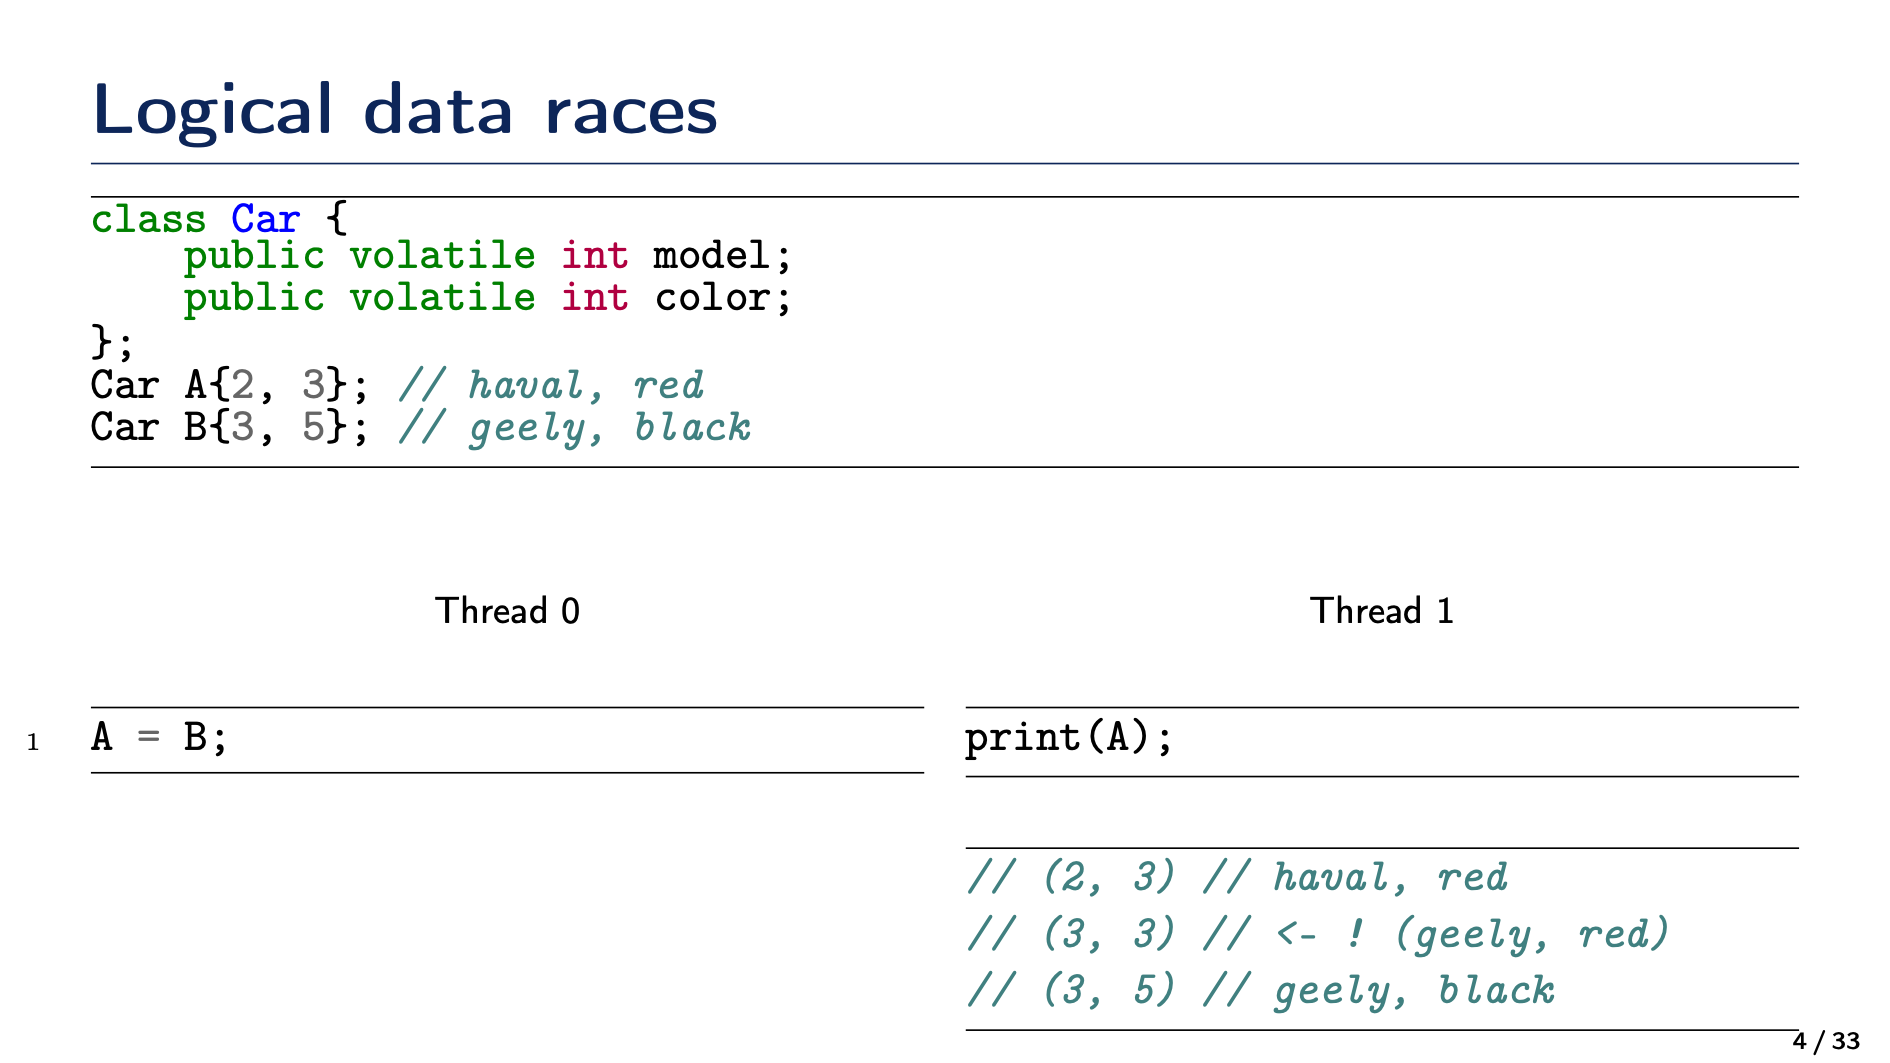 Logical data races
class Car {
    public volatile int model;
    public volatile int color;
};
Car A{2, 3}; // haval, red
Car B{3, 5}; // geely, black
Thread 0
1 A = B;
Thread 1
print(A);
// (2, 3) // haval, red
// (3, 3) // <- ! (geely, red)
// (3, 5) // geely, black
4 / 33